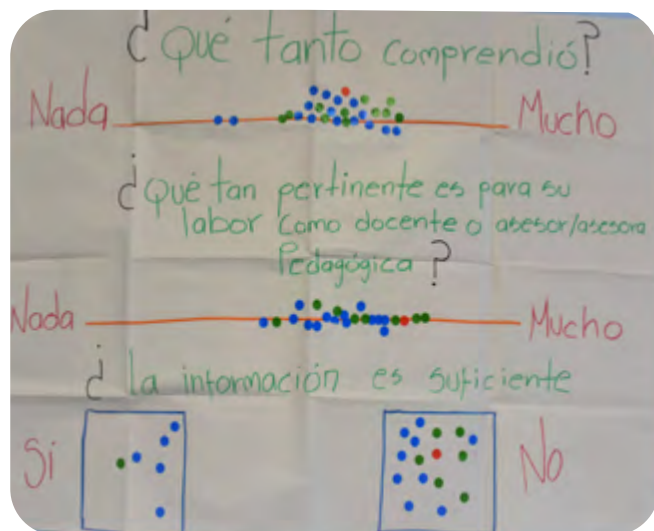 ¿Qué tanto comprendió?
Nada Mucho
¿Qué tan pertinente es para su
labor como docente o asesor/asesora
Pedagógica?
Nada Mucho
¿ la información es suficiente
Si No